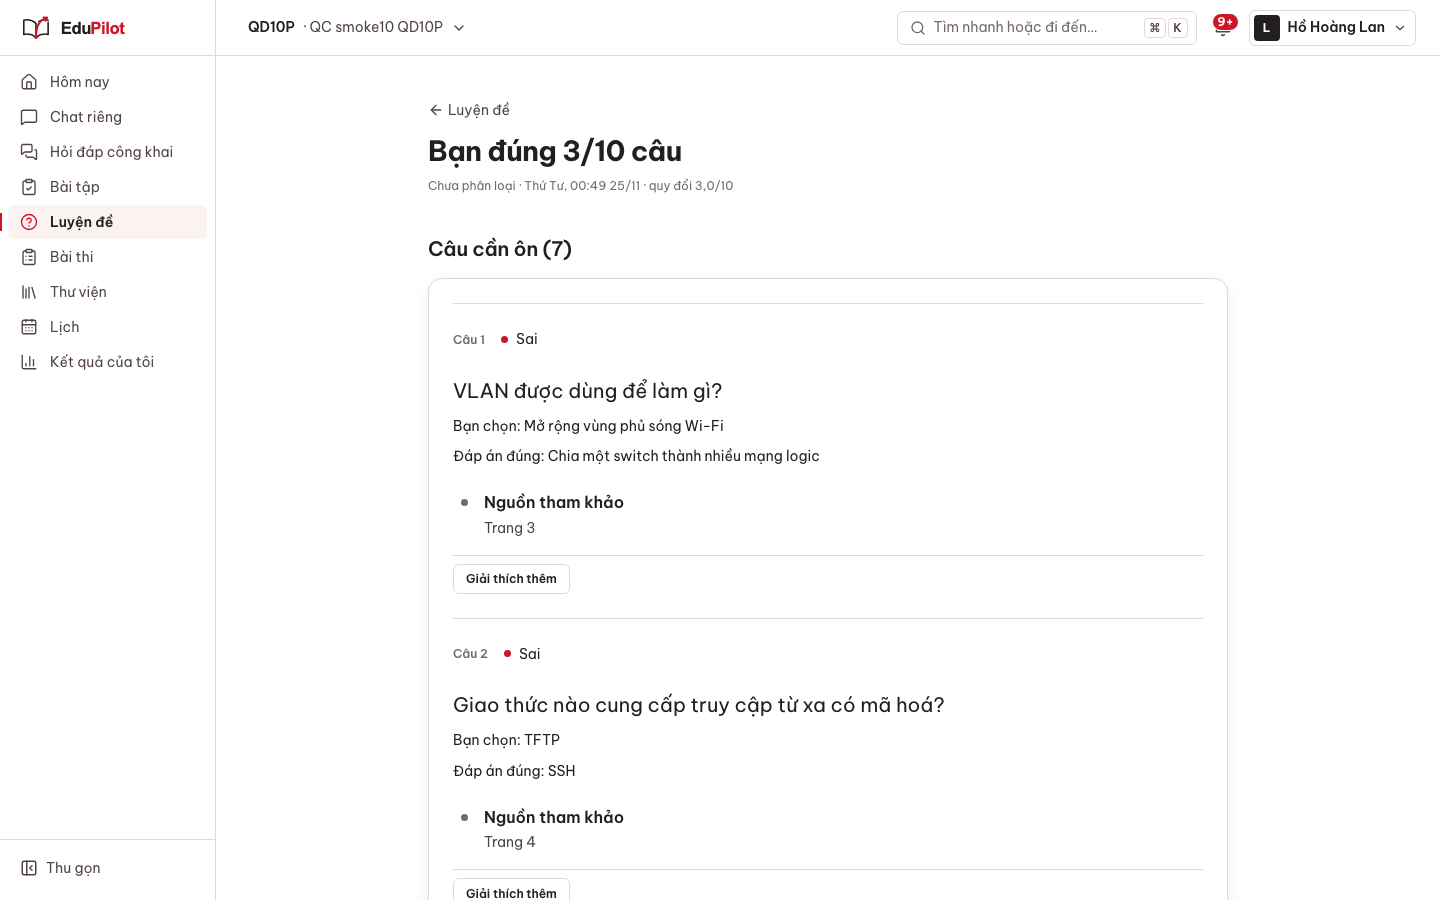 EduPilot
QD10P · QC smoke10 QD10P
Tìm nhanh hoặc đi đến...
⌘ K
9+
L
Hồ Hoàng Lan
Hôm nay
Chat riêng
Hỏi đáp công khai
Bài tập
Luyện đề
Bài thi
Thư viện
Lịch
Kết quả của tôi
Thu gọn
Luyện đề
Bạn đúng 3/10 câu
Chưa phân loại · Thứ Tư, 00:49 25/11 · quy đổi 3,0/10
Câu cần ôn (7)
Câu 1 Sai
VLAN được dùng để làm gì?
Bạn chọn: Mở rộng vùng phủ sóng Wi-Fi
Đáp án đúng: Chia một switch thành nhiều mạng logic
Nguồn tham khảo
Trang 3
Giải thích thêm
Câu 2 Sai
Giao thức nào cung cấp truy cập từ xa có mã hoá?
Bạn chọn: TFTP
Đáp án đúng: SSH
Nguồn tham khảo
Trang 4
Giải thích thêm